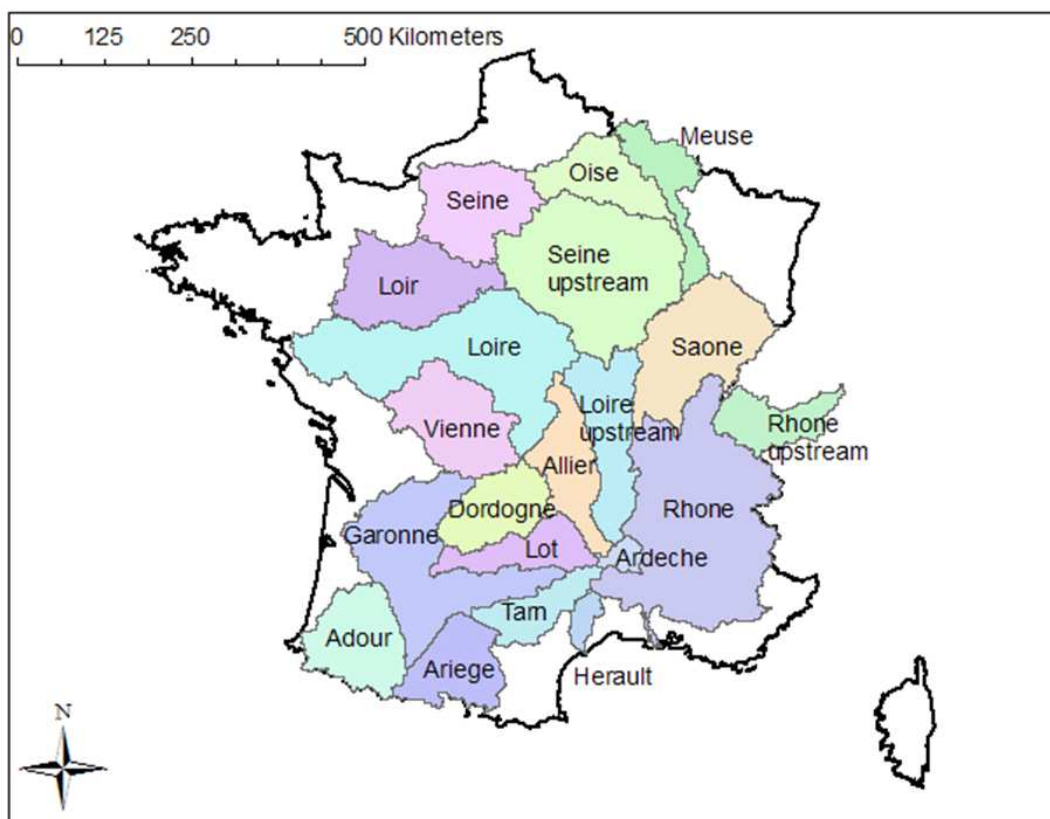 0 125 250 500 Kilometers
Meuse
Oise
Seine
Seine
upstream
Loir
Loire
Saone
Loire
upstream
Rhone
upstream
Vienne
Allier
Dordogne
Rhone
Garonne
Lot
Ardeche
Tarn
Adour
Ariege
Herault
N